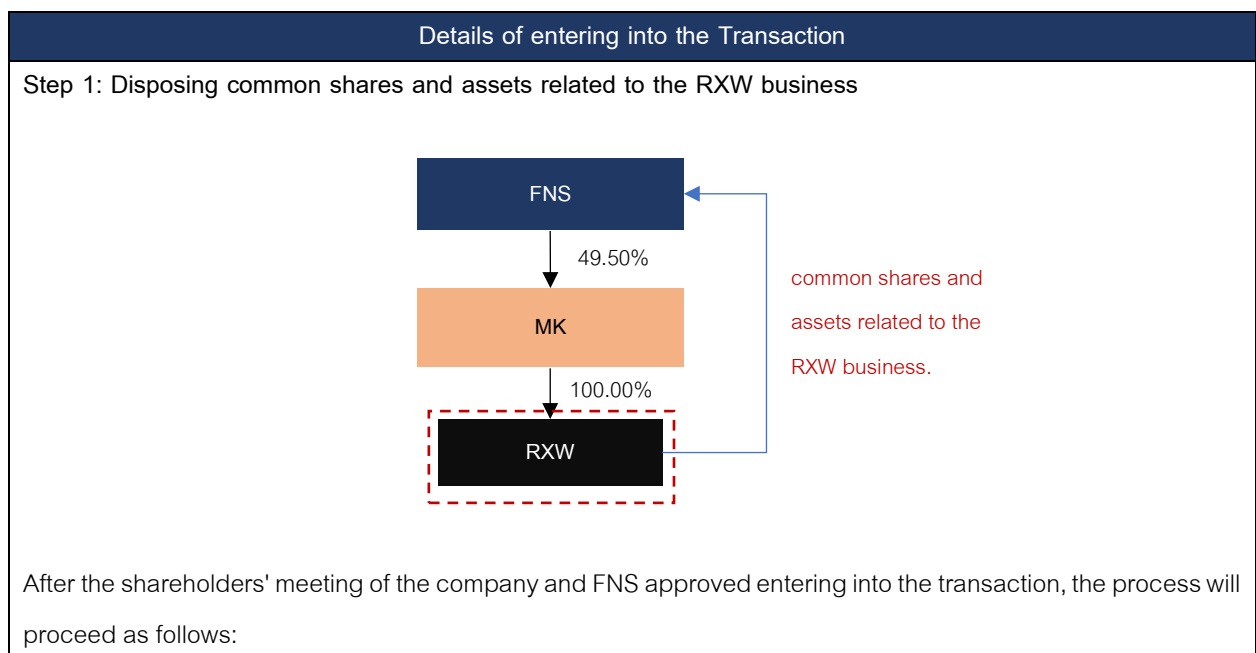 Details of entering into the Transaction
Step 1: Disposing common shares and assets related to the RXW business
FNS
49.50%
MK
100.00%
RXW
common shares and
assets related to the
RXW business.
After the shareholders' meeting of the company and FNS approved entering into the transaction, the process will
proceed as follows: